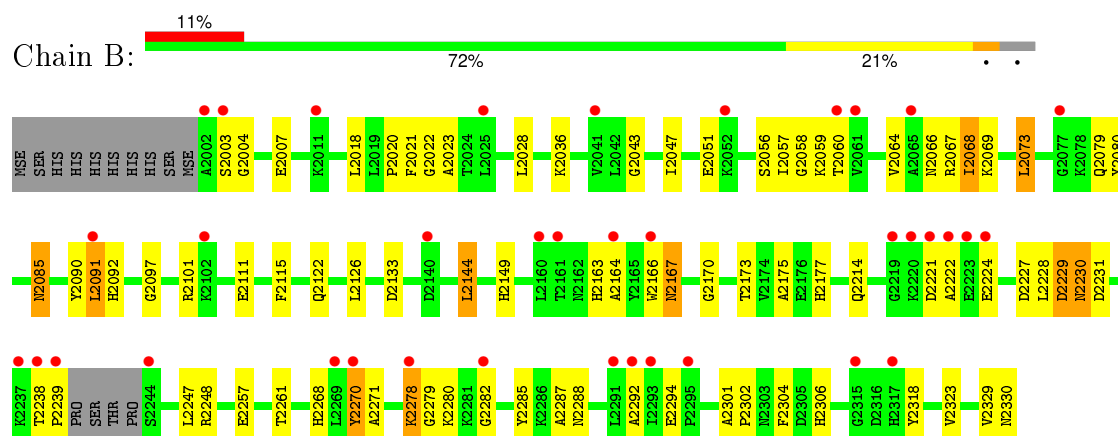 11%
Chain B:
72% 21% • •
MSE SER HIS HIS HIS HIS HIS HIS SER MSE A2002 S2003 G2004 E2007 K2011 L2018 L2019 P2020 F2021 G2022 A2023 T2024 L2025 L2028 K2036 V2041 L2042 G2043 I2047 E2051 K2052 S2056 I2057 G2058 K2059 T2060 V2061 V2064 A2065 N2066 R2067 I2068 K2069 L2073 G2077 K2078 Q2079 Y2080
N2085 Y2090 L2091 H2092 G2097 R2101 K2102 E2111 F2115 Q2122 L2126 D2133 D2140 L2144 H2149 L2160 T2161 N2162 H2163 A2164 Y2165 W2166 N2167 G2170 T2173 V2174 A2175 E2176 H2177 Q2214 G2219 K2220 D2221 A2222 E2223 E2224 D2227 L2228 D2229 N2230 D2231
K2237 T2238 P2239 PRO SER THR PRO S2244 L2247 R2248 E2257 T2261 H2268 L2269 Y2270 A2271 K2278 G2279 K2280 K2281 G2282 Y2285 K2286 A2287 N2288 L2291 A2292 I2293 E2294 P2295 A2301 P2302 N2303 F2304 D2305 H2306 G2315 D2316 H2317 Y2318 V2323 V2329 N2330